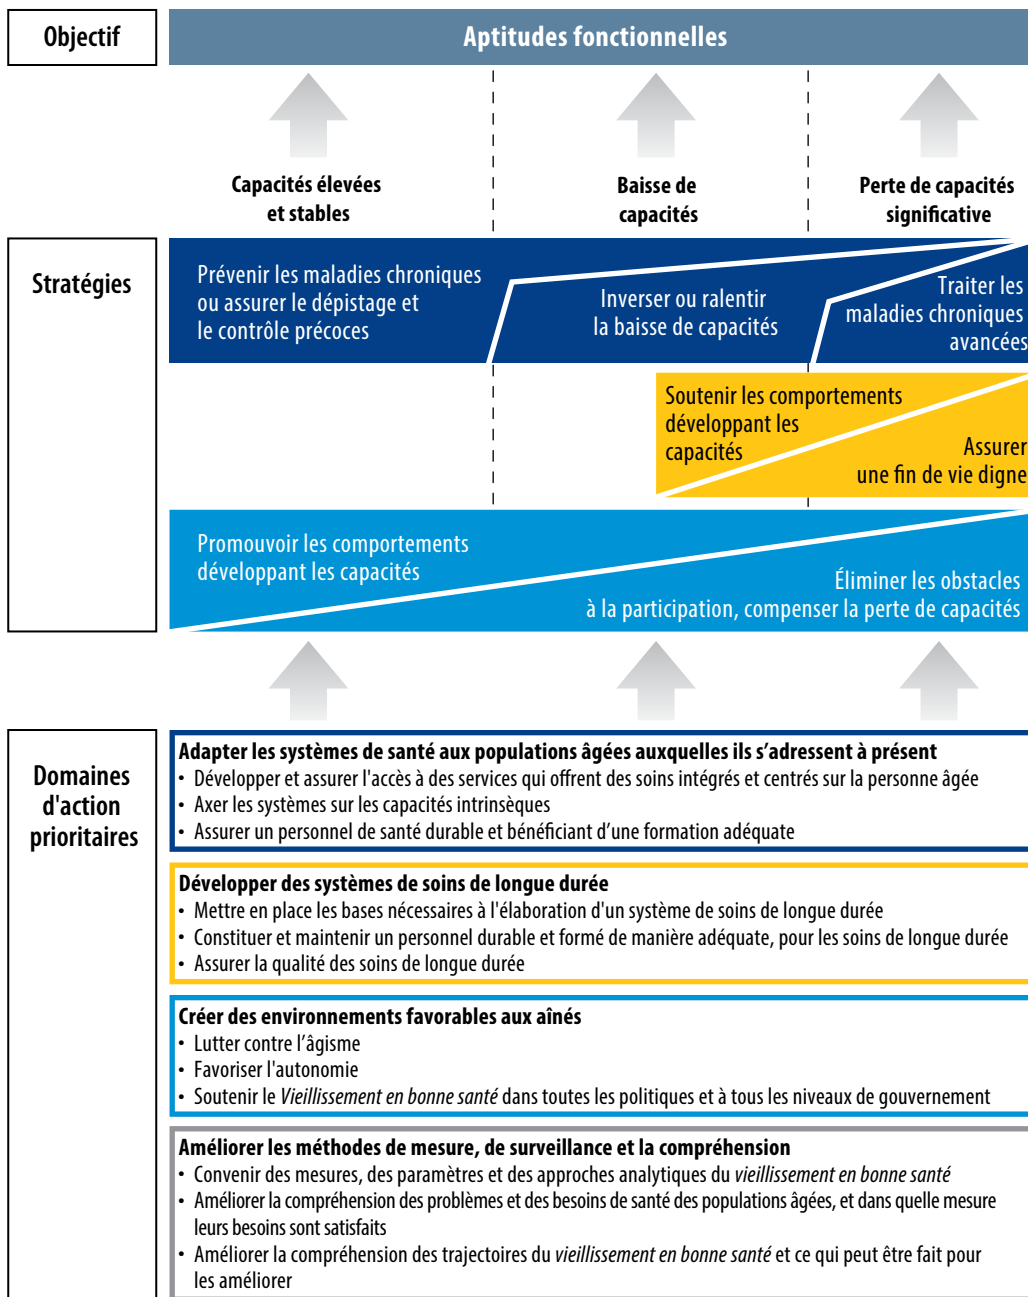 Objectif
Aptitudes fonctionnelles
Capacités élevées
et stables
Baisse de
capacités
Perte de capacités
significative
Stratégies
Prévenir les maladies chroniques
ou assurer le dépistage et
le contrôle précoces
Inverser ou ralentir
la baisse de capacités
Traiter les
maladies chroniques
avancées
Soutenir les comportements
développant les
capacités
Assurer
une fin de vie digne
Promouvoir les comportements
développant les capacités
Éliminer les obstacles
à la participation, compenser la perte de capacités
Domaines
d'action
prioritaires
Adapter les systèmes de santé aux populations âgées auxquelles ils s’adressent à présent
• Développer et assurer l'accès à des services qui offrent des soins intégrés et centrés sur la personne âgée
• Axer les systèmes sur les capacités intrinsèques
• Assurer un personnel de santé durable et bénéficiant d’une formation adéquate
Développer des systèmes de soins de longue durée
• Mettre en place les bases nécessaires à l'élaboration d'un système de soins de longue durée
• Constituer et maintenir un personnel durable et formé de manière adéquate, pour les soins de longue durée
• Assurer la qualité des soins de longue durée
Créer des environnements favorables aux aînés
• Lutter contre l’âgisme
• Favoriser l'autonomie
• Soutenir le Vieillissement en bonne santé dans toutes les politiques et à tous les niveaux de gouvernement
Améliorer les méthodes de mesure, de surveillance et la compréhension
• Convenir des mesures, des paramètres et des approches analytiques du vieillissement en bonne santé
• Améliorer la compréhension des problèmes et des besoins de santé des populations âgées, et dans quelle mesure
leurs besoins sont satisfaits
• Améliorer la compréhension des trajectoires du vieillissement en bonne santé et ce qui peut être fait pour
les améliorer